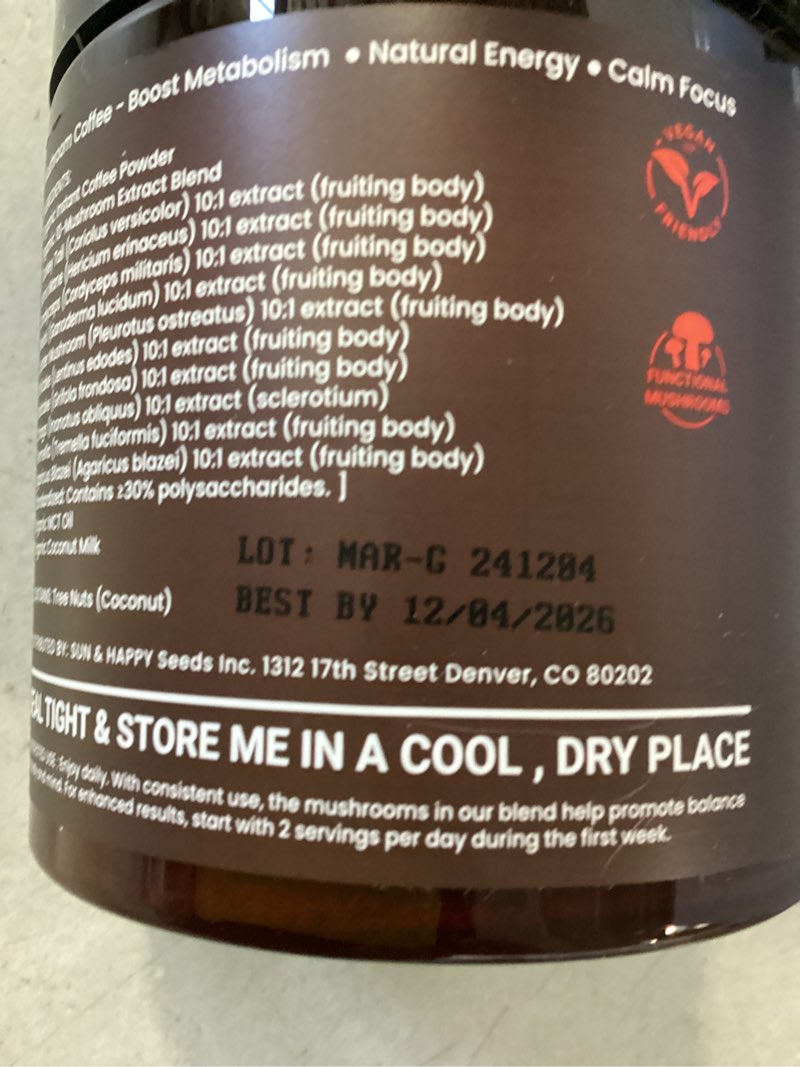 Coffee - Boost Metabolism • Natural Energy • Calm Focus
VEGAN
FRIENDLY
Instant Coffee Powder
10-Mushroom Extract Blend
(Coriolus versicolor) 10:1 extract (fruiting body)
(Hericium erinaceus) 10:1 extract (fruiting body)
(Cordyceps militaris) 10:1 extract (fruiting body)
(Ganoderma lucidum) 10:1 extract (fruiting body)
Mushroom (Pleurotus ostreatus) 10:1 extract (fruiting body)
(Lentinus edodes) 10:1 extract (fruiting body)
(Grifola frondosa) 10:1 extract (fruiting body)
10:1 extract (sclerotium)
(Tremella fuciformis) 10:1 extract (fruiting body)
Blazei (Agaricus blazei) 10:1 extract (fruiting body)
Contains ≥30% polysaccharides. ]
FUNCTIONAL
MUSHROOMS
MCT Oil
Coconut Milk
LOT: MAR-G 241204
BEST BY 12/04/2026
Tree Nuts (Coconut)
BY: SUN & HAPPY Seeds Inc. 1312 17th Street Denver, CO 80202
TIGHT & STORE ME IN A COOL , DRY PLACE
USE: Enjoy daily. With consistent use, the mushrooms in our blend help promote balance
mind. For enhanced results, start with 2 servings per day during the first week.